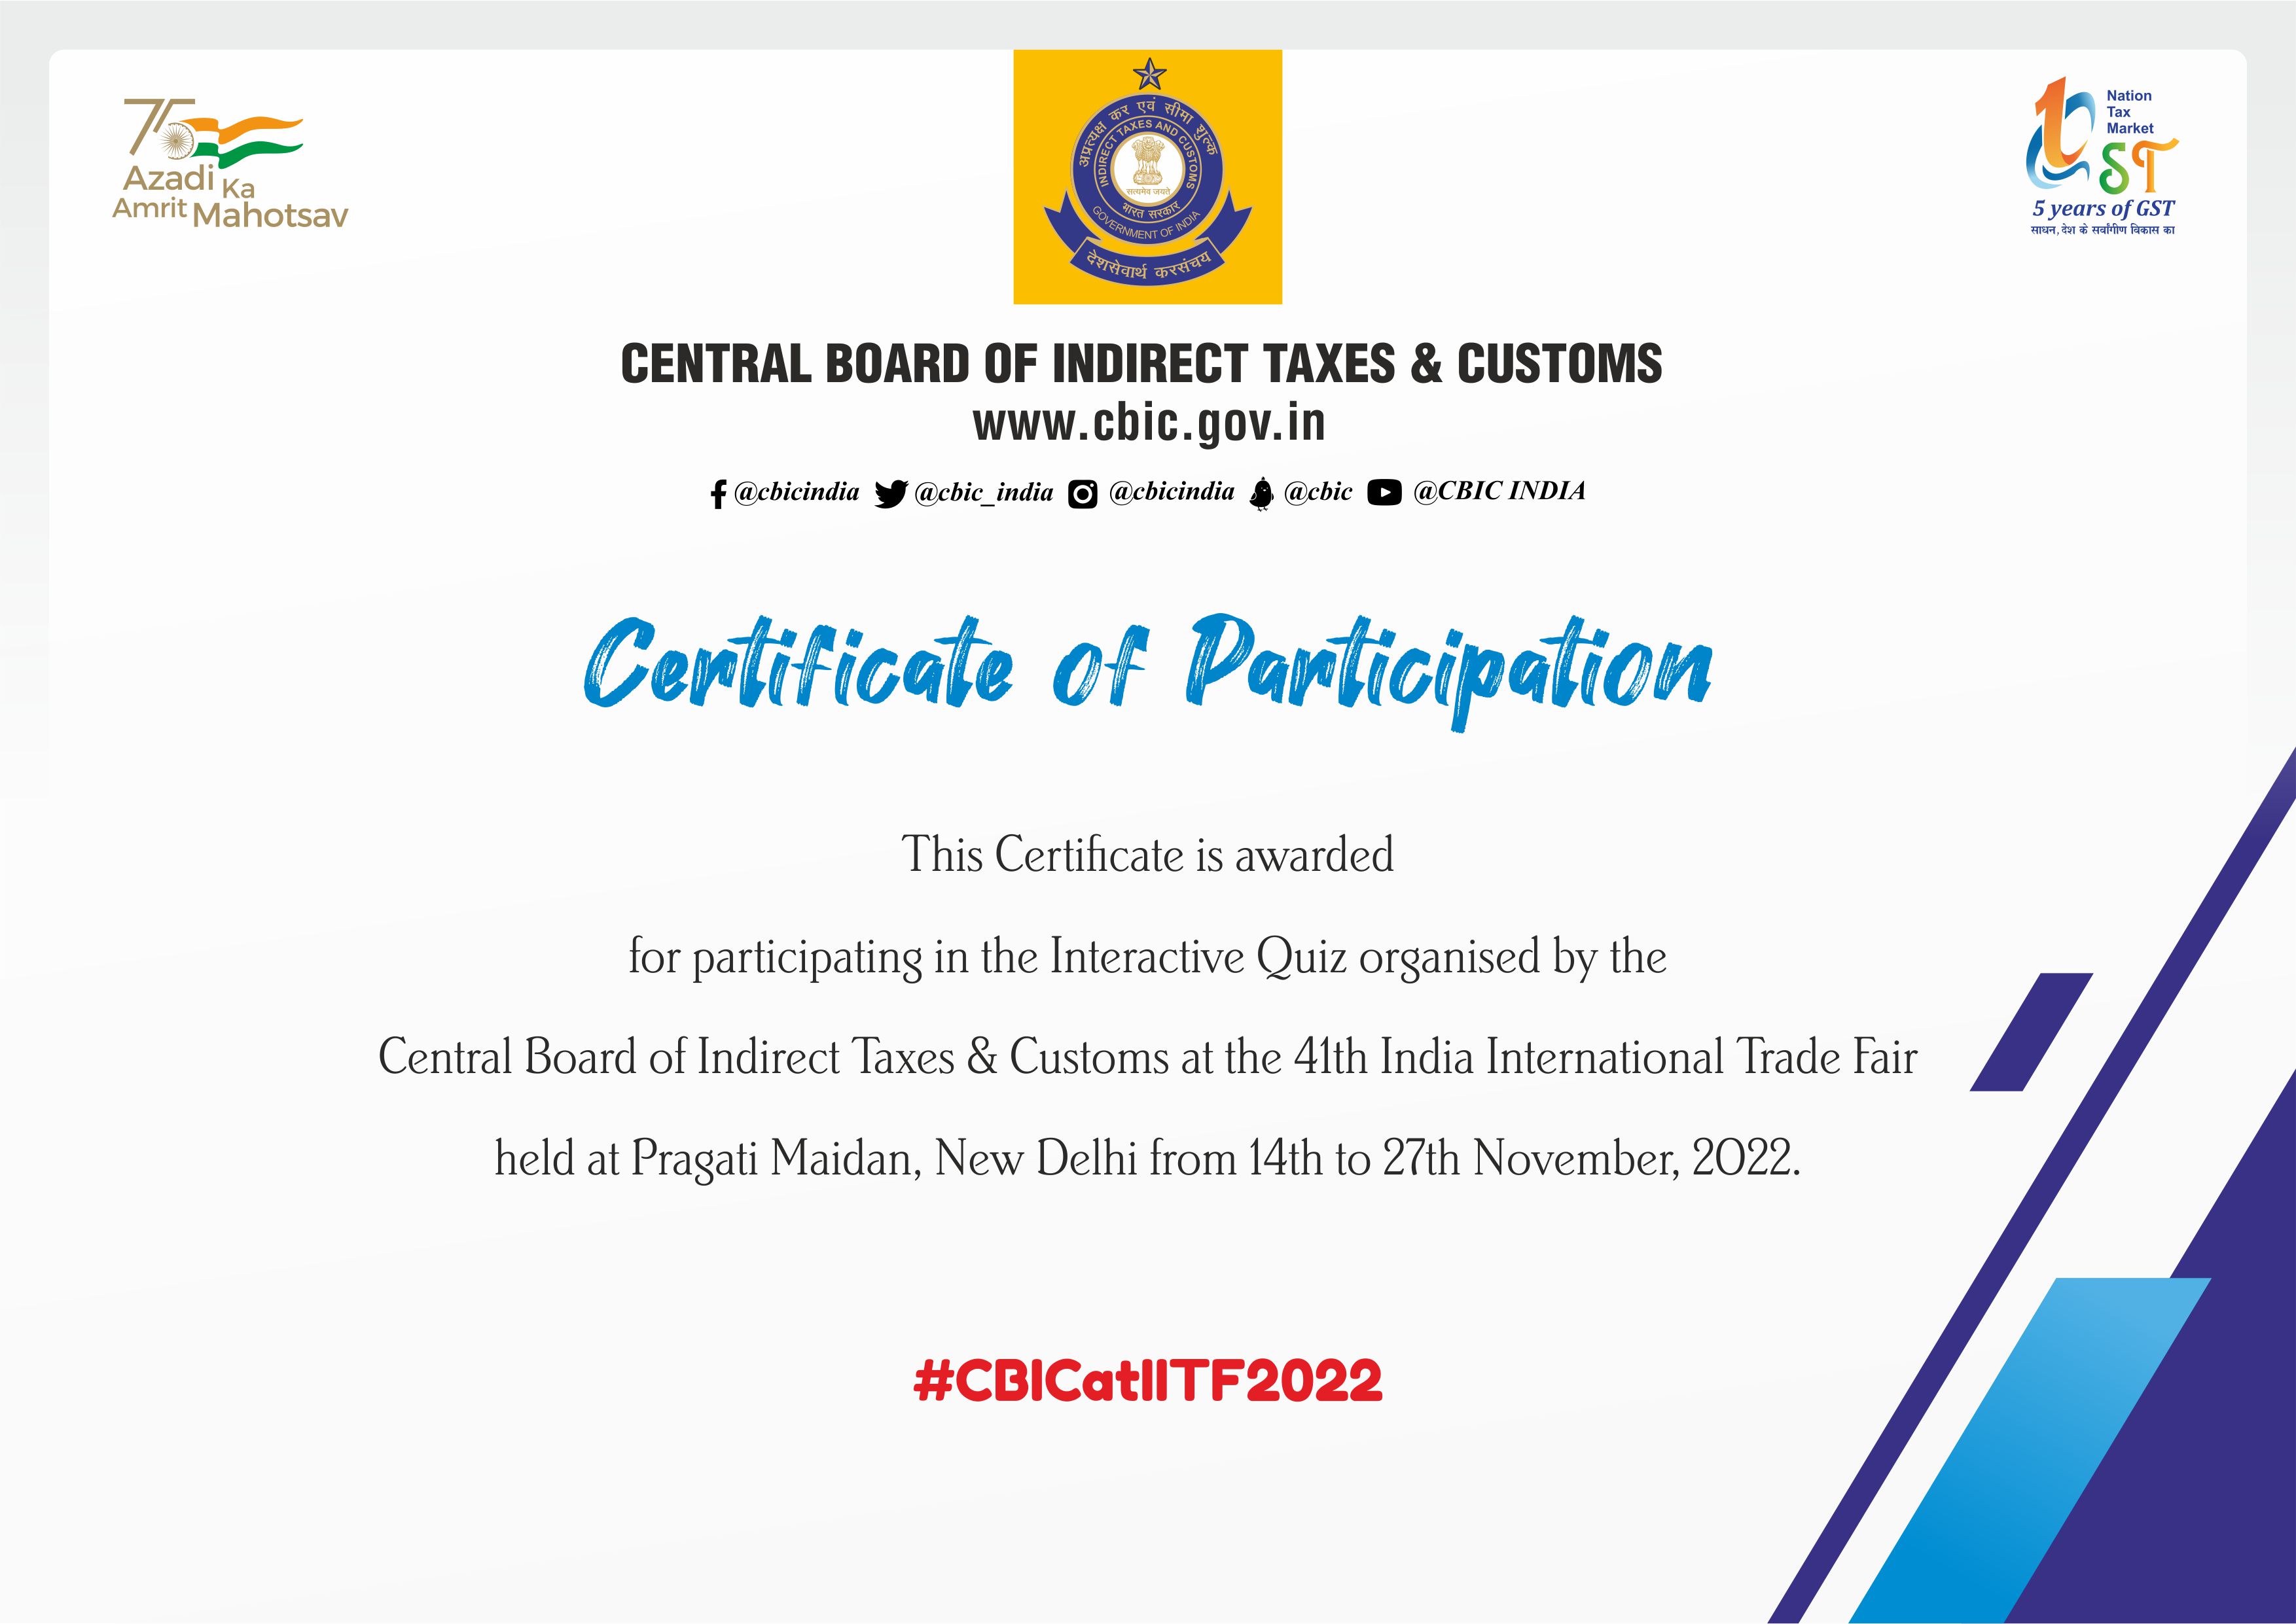 75
Azadi Ka
Amrit Mahotsav
अप्रत्यक्ष कर एवं सीमा शुल्क
INDIRECT TAXES AND CUSTOMS
सत्यमेव जयते
भारत सरकार
GOVERNMENT OF INDIA
देशसेवार्थ करसंचय
Nation
Tax
Market
GST
5 years of GST
साधन, देश के सर्वांगीण विकास का
CENTRAL BOARD OF INDIRECT TAXES & CUSTOMS
www.cbic.gov.in
@cbicindia @cbic_india @cbicindia @cbic @CBIC INDIA
Certificate of Participation
This Certificate is awarded
for participating in the Interactive Quiz organised by the
Central Board of Indirect Taxes & Customs at the 41th India International Trade Fair
held at Pragati Maidan, New Delhi from 14th to 27th November, 2022.
#CBICatIITF2022